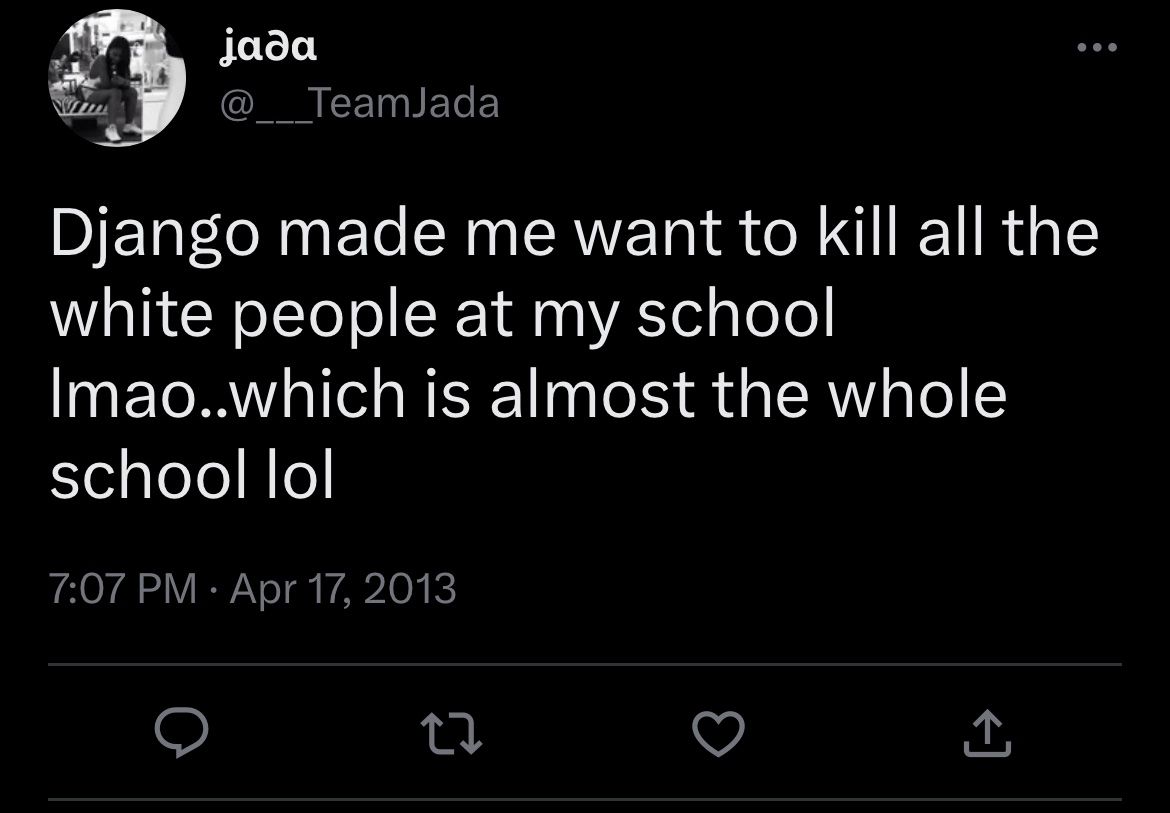 jada
@___TeamJada
Django made me want to kill all the
white people at my school
lmao..which is almost the whole
school lol
7:07 PM · Apr 17, 2013